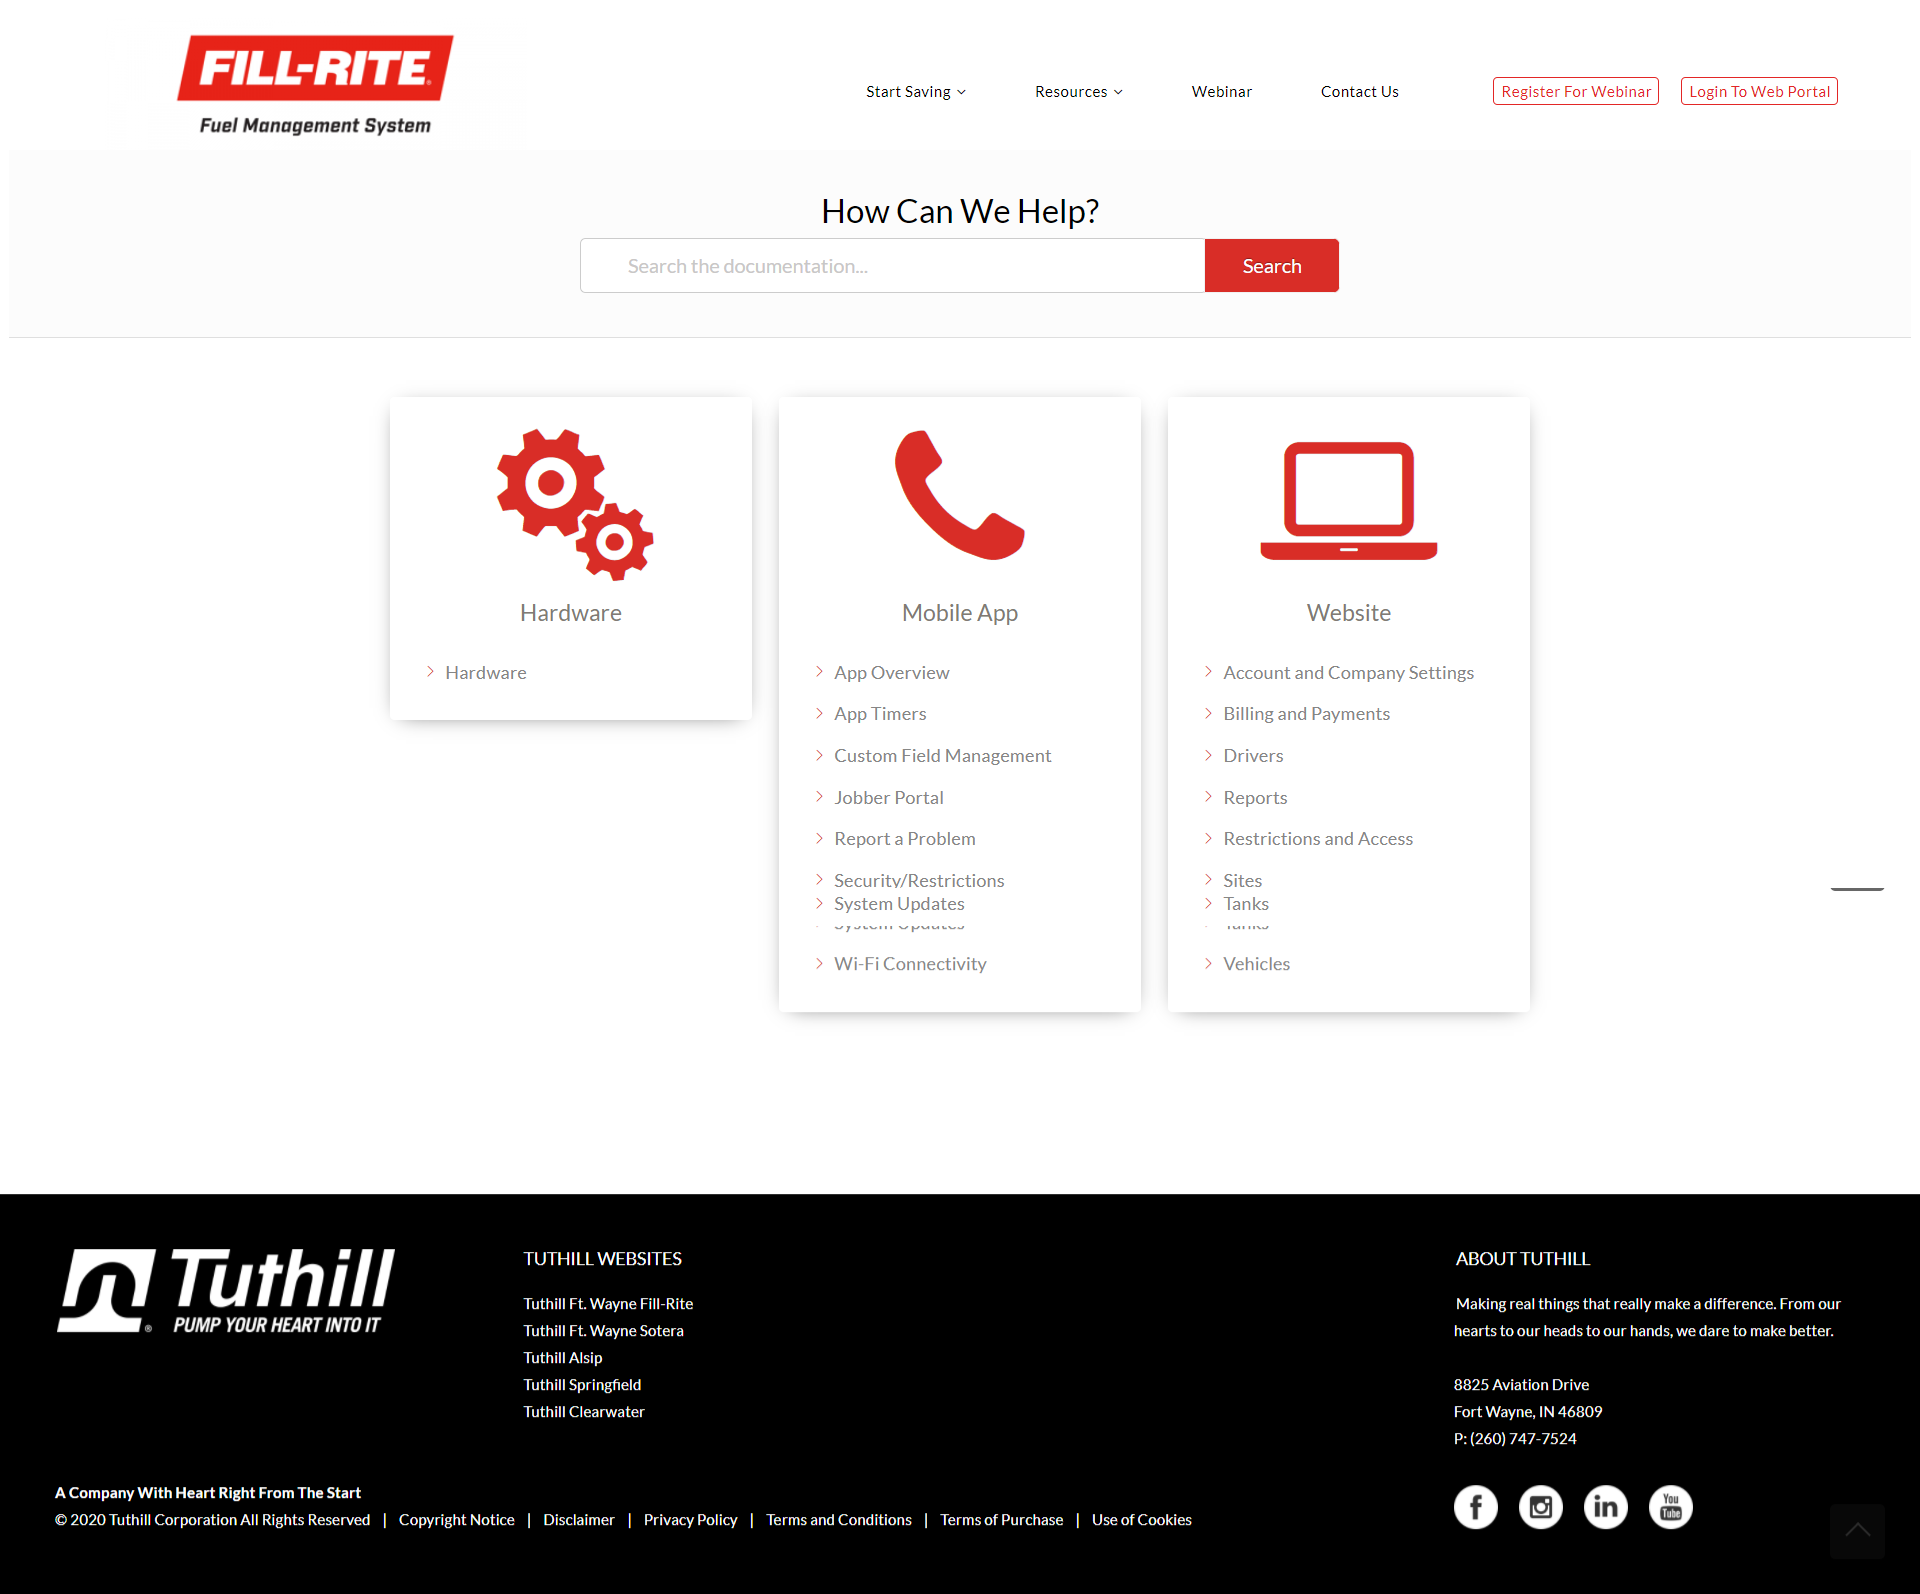 FILL-RITE
Fuel Management System
Start Saving
Resources
Webinar
Contact Us
Register For Webinar
Login To Web Portal
How Can We Help?
Search the documentation...
Search
Hardware
Hardware
Mobile App
App Overview
App Timers
Custom Field Management
Jobber Portal
Report a Problem
Security/Restrictions
System Updates
System Updates
Wi-Fi Connectivity
Website
Account and Company Settings
Billing and Payments
Drivers
Reports
Restrictions and Access
Sites
Tanks
Tanks
Vehicles
Tuthill
PUMP YOUR HEART INTO IT
TUTHILL WEBSITES
Tuthill Ft. Wayne Fill-Rite
Tuthill Ft. Wayne Sotera
Tuthill Alsip
Tuthill Springfield
Tuthill Clearwater
ABOUT TUTHILL
Making real things that really make a difference. From our
hearts to our heads to our hands, we dare to make better.
8825 Aviation Drive
Fort Wayne, IN 46809
P: (260) 747-7524
A Company With Heart Right From The Start
© 2020 Tuthill Corporation All Rights Reserved | Copyright Notice | Disclaimer | Privacy Policy | Terms and Conditions | Terms of Purchase | Use of Cookies
f
in
You
Tube